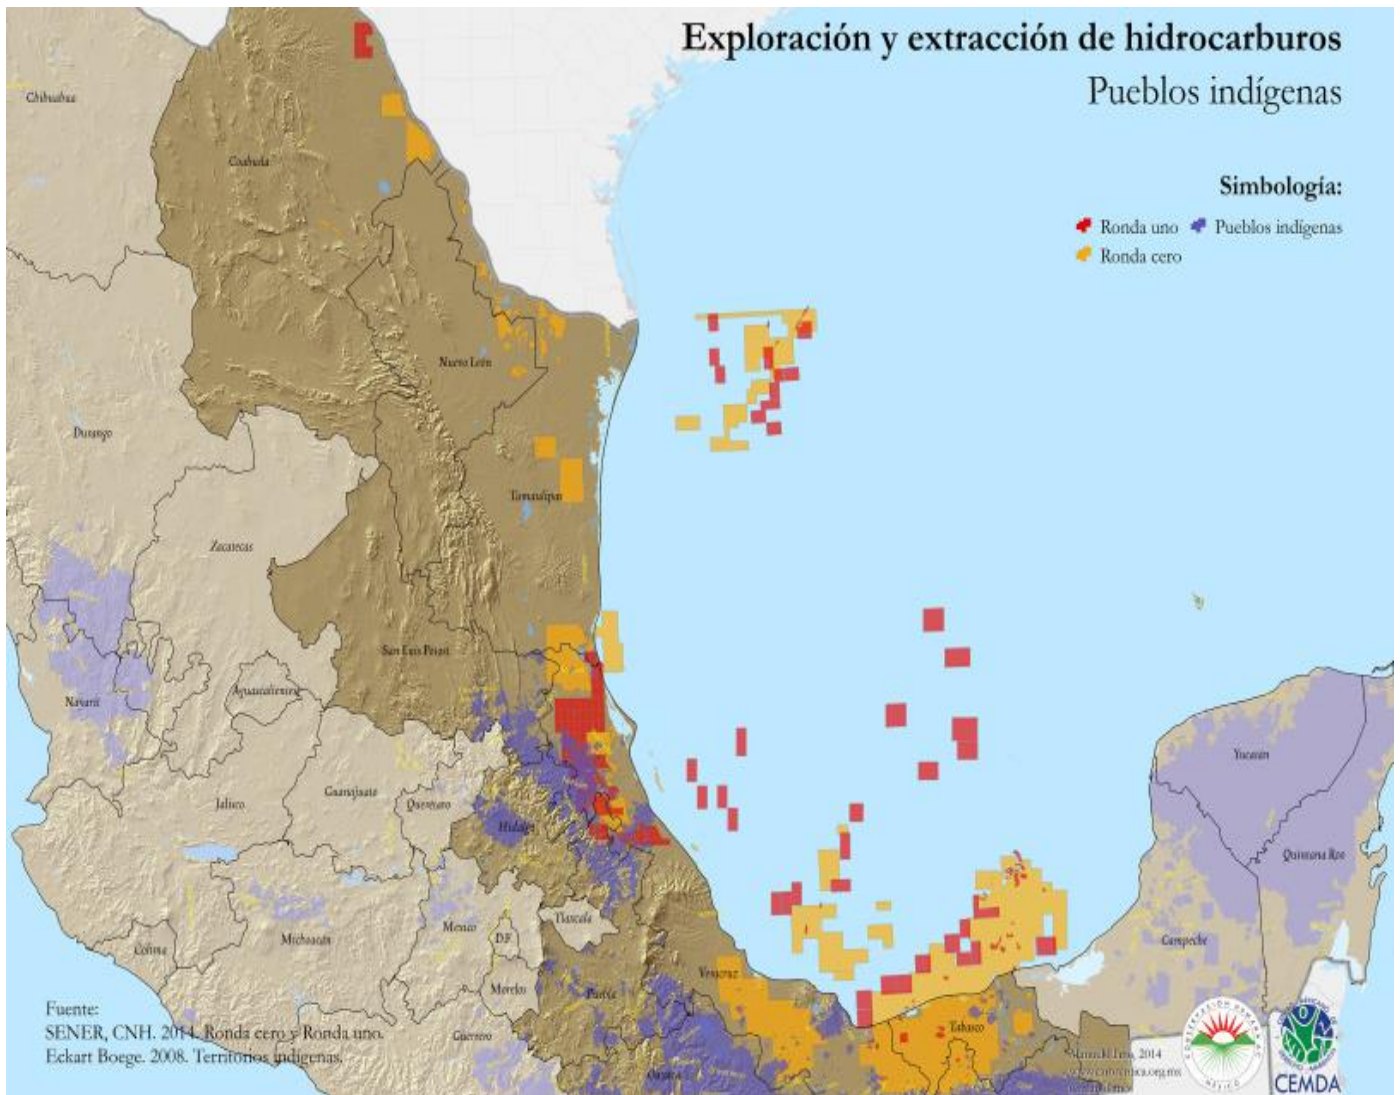 Exploración y extracción de hidrocarburos
Pueblos indígenas
Simbología:
Ronda uno Pueblos indígenas
Ronda cero
Chihuahua
Coahuila
Nuevo León
Durango
Tamaulipas
Zacatecas
San Luis Potosí
Aguascalientes
Nayarit
Yucatán
Jalisco
Guanajuato
Querétaro
Hidalgo
Quintana Roo
Tlaxcala
Mexico
D.F.
Michoacán
Colima
Campeche
Veracruz
Morelos
Puebla
Fuente:
SENER, CNH. 2014. Ronda cero y Ronda uno.
Eckart Boege. 2008. Territorios indígenas.
Guerrero
Tabasco
Oaxaca
CEMDA